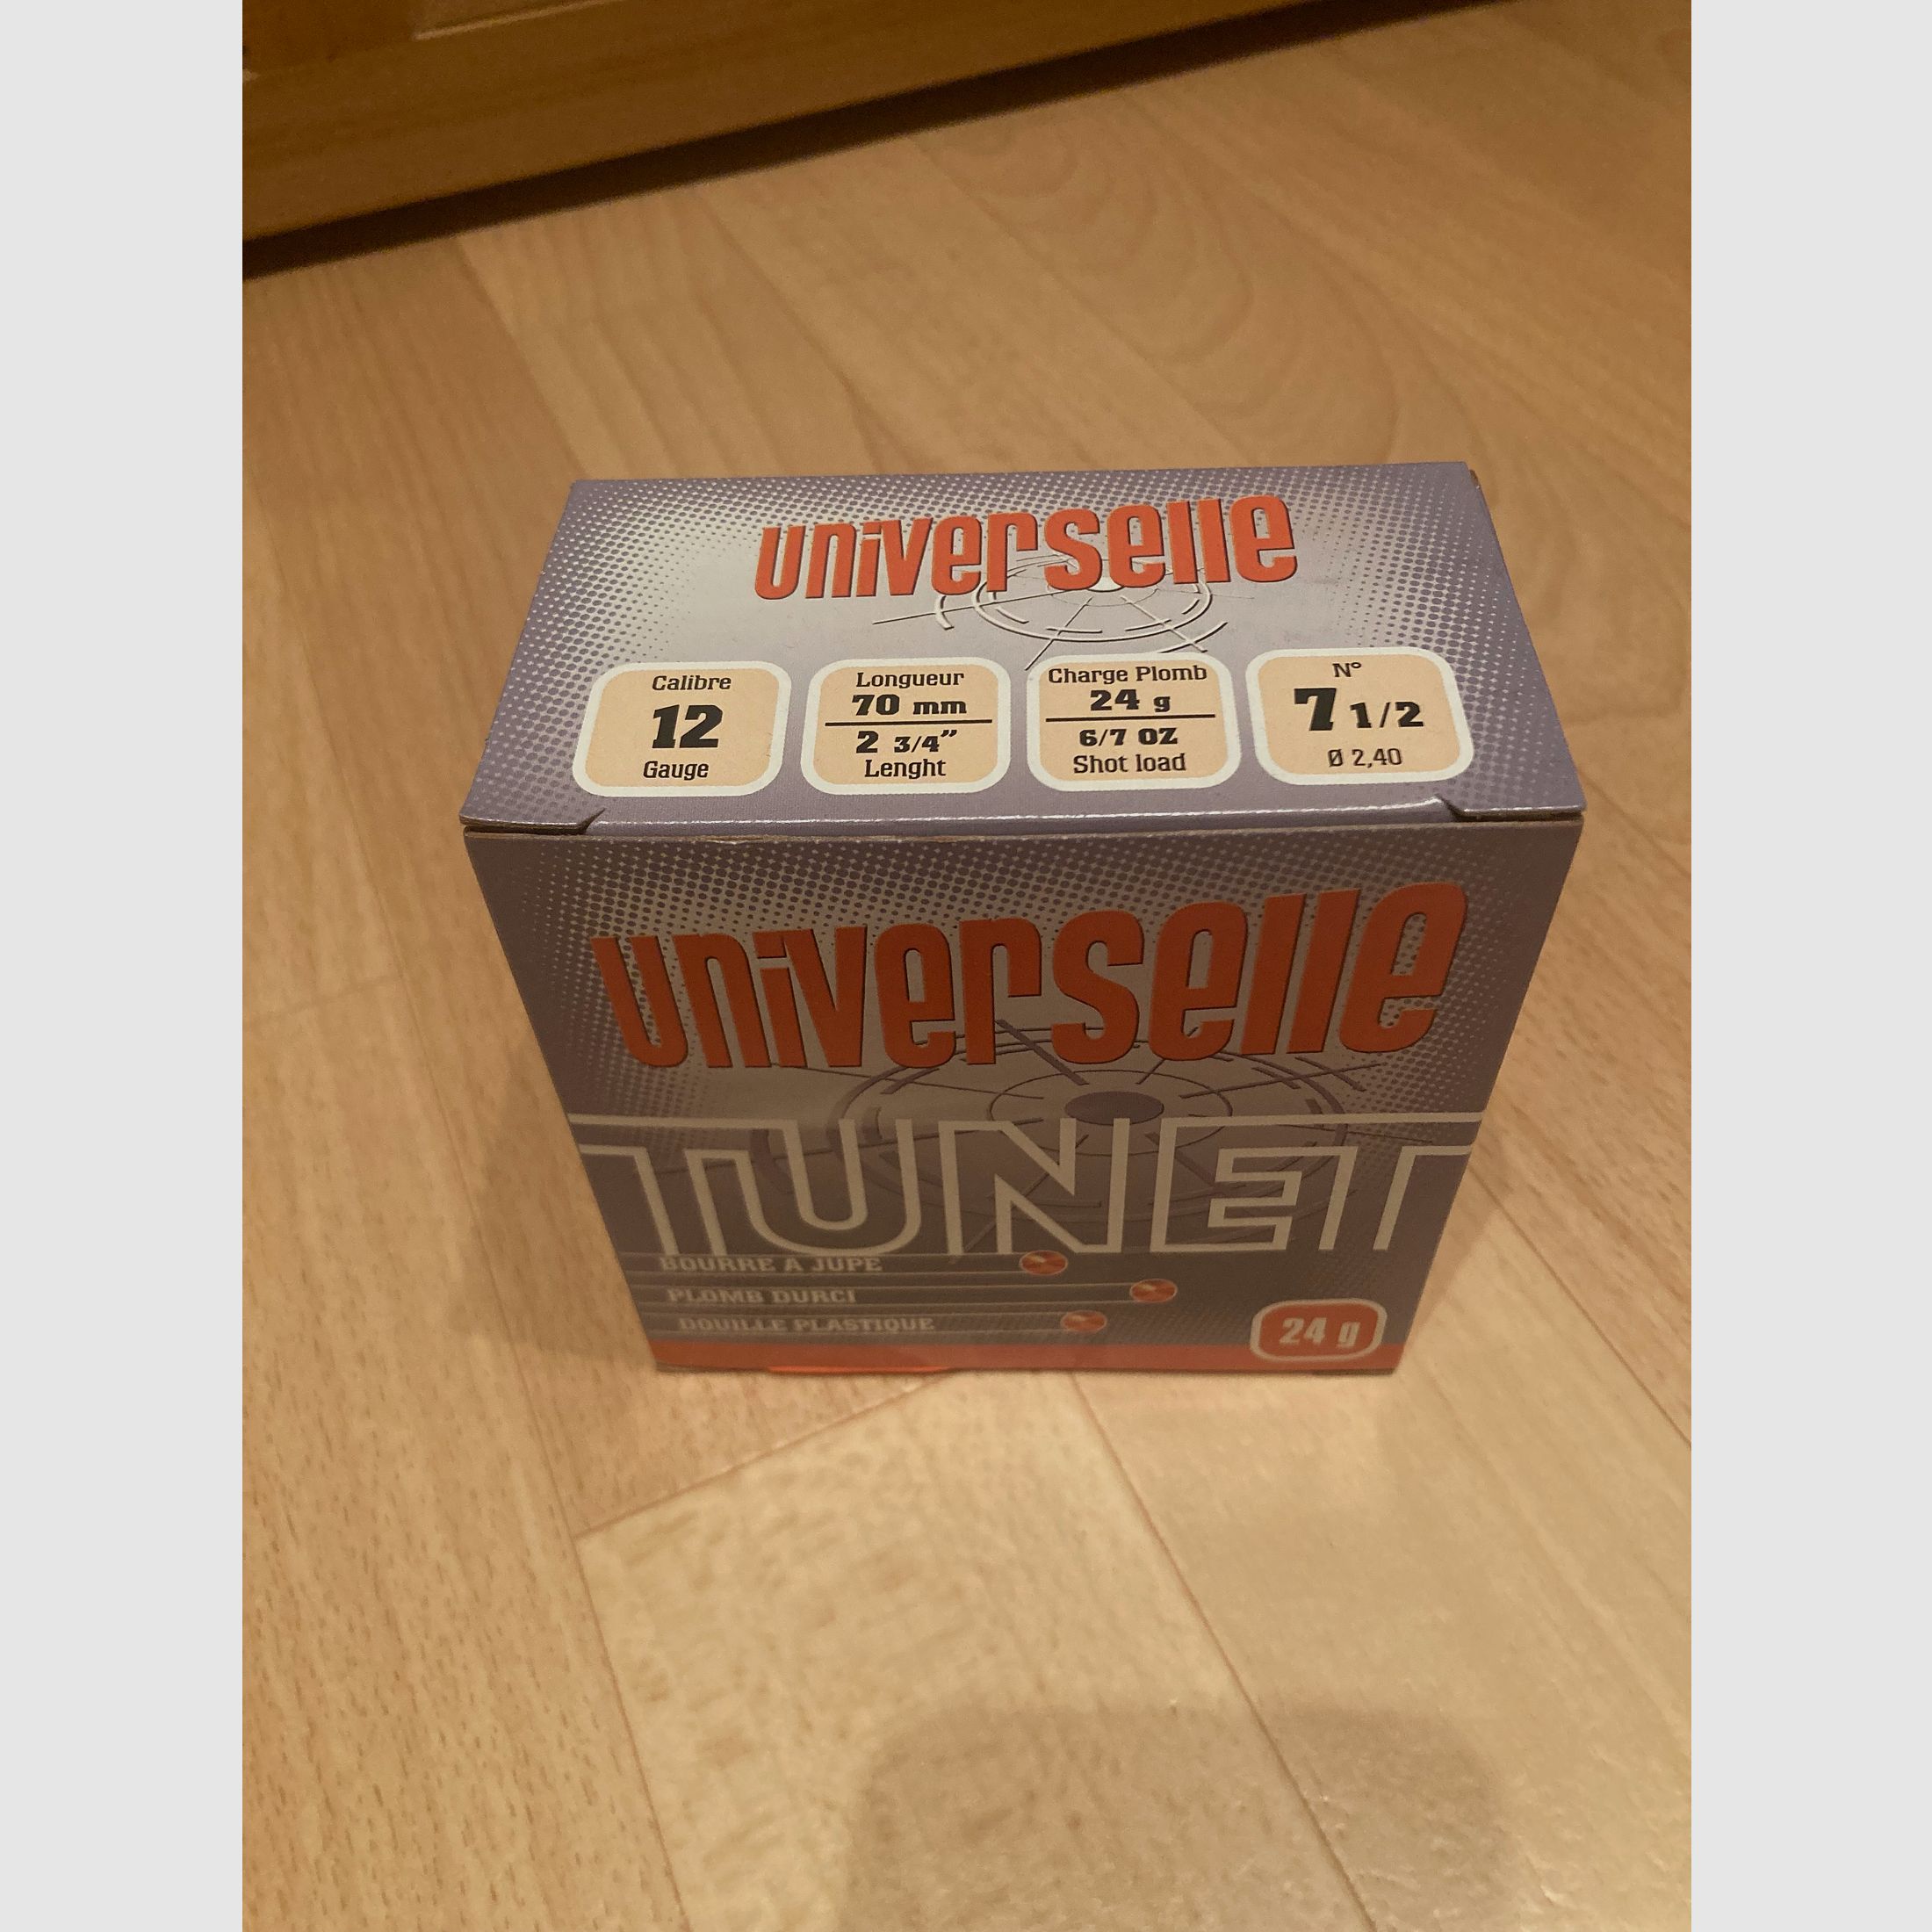 universelle
Calibre
12
Gauge
Longueur
70 mm
2 3/4"
Lenght
Charge Plomb
24 g
6/7 OZ
Shot load
N°
7 1/2
Ø 2,40
universelle
TUNET
BOURRE A JUPE
PLOMB DURCI
DOUILLE PLASTIQUE
24 g